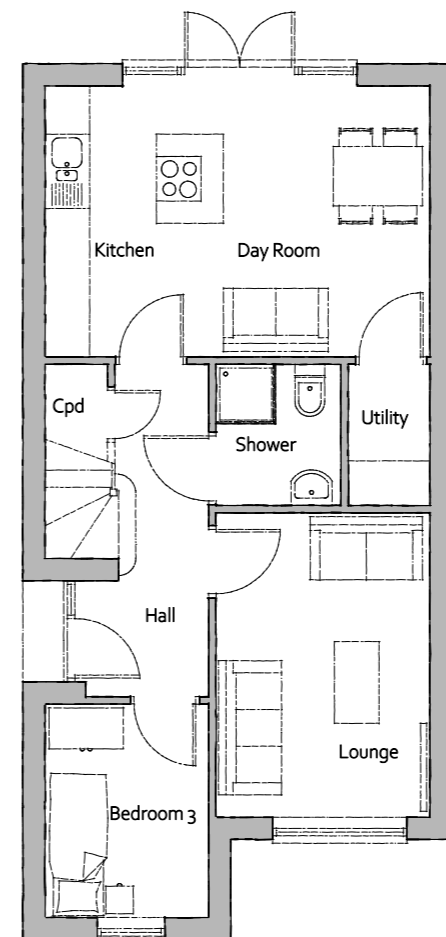 Kitchen
Day Room
Cpd
Shower
Utility
Hall
Lounge
Bedroom 3